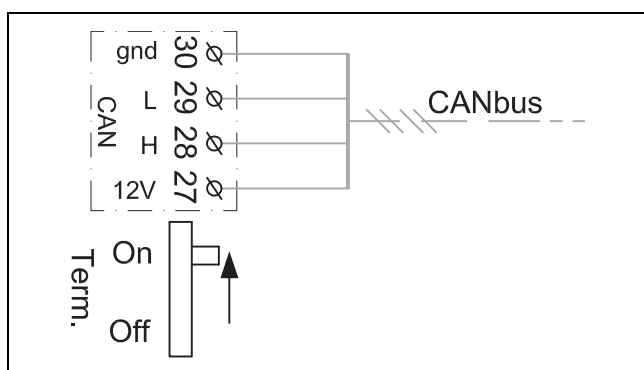 gnd 30
L 29
CAN
H 28
12V 27
CANbus
Term.
On
Off